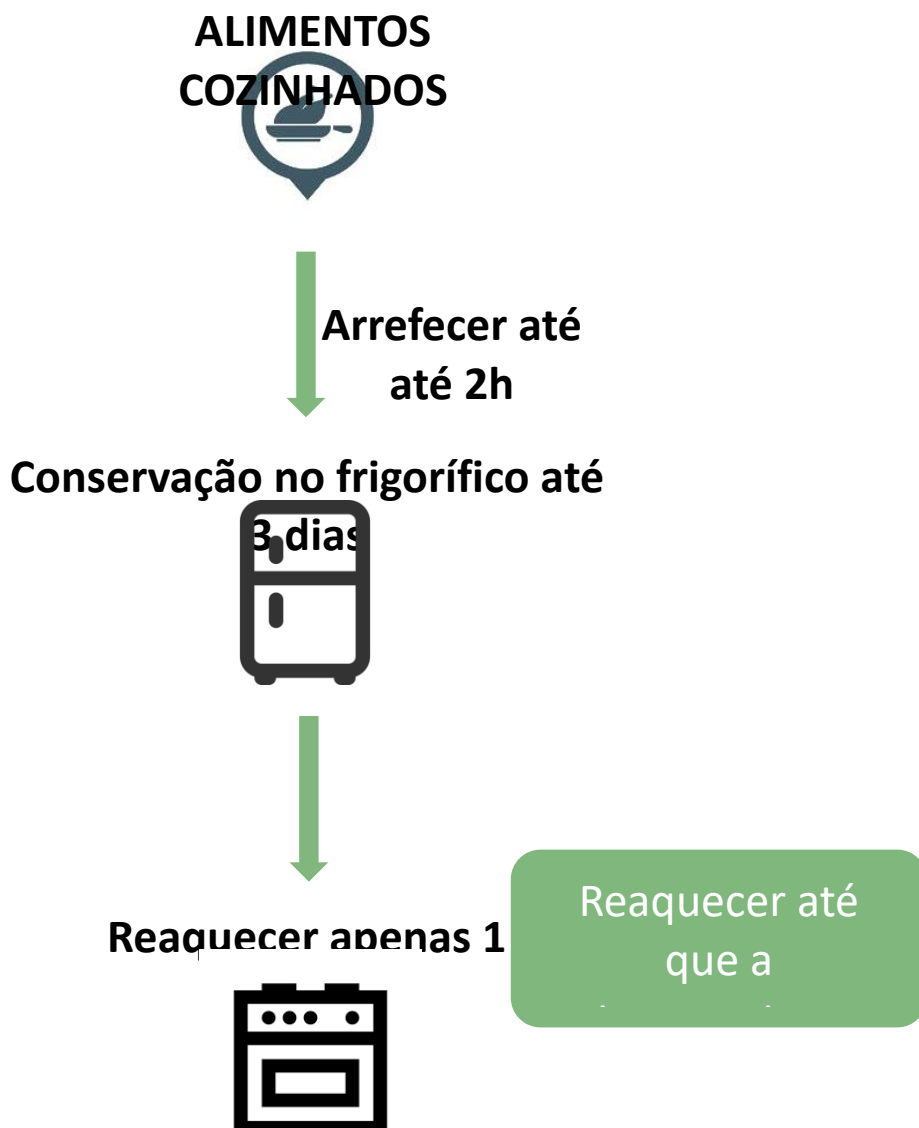 ALIMENTOS
COZINHADOS
Arrefecer até
até 2h
Conservação no frigorífico até
3 dias
Reaquecer apenas 1
Reaquecer até
que a